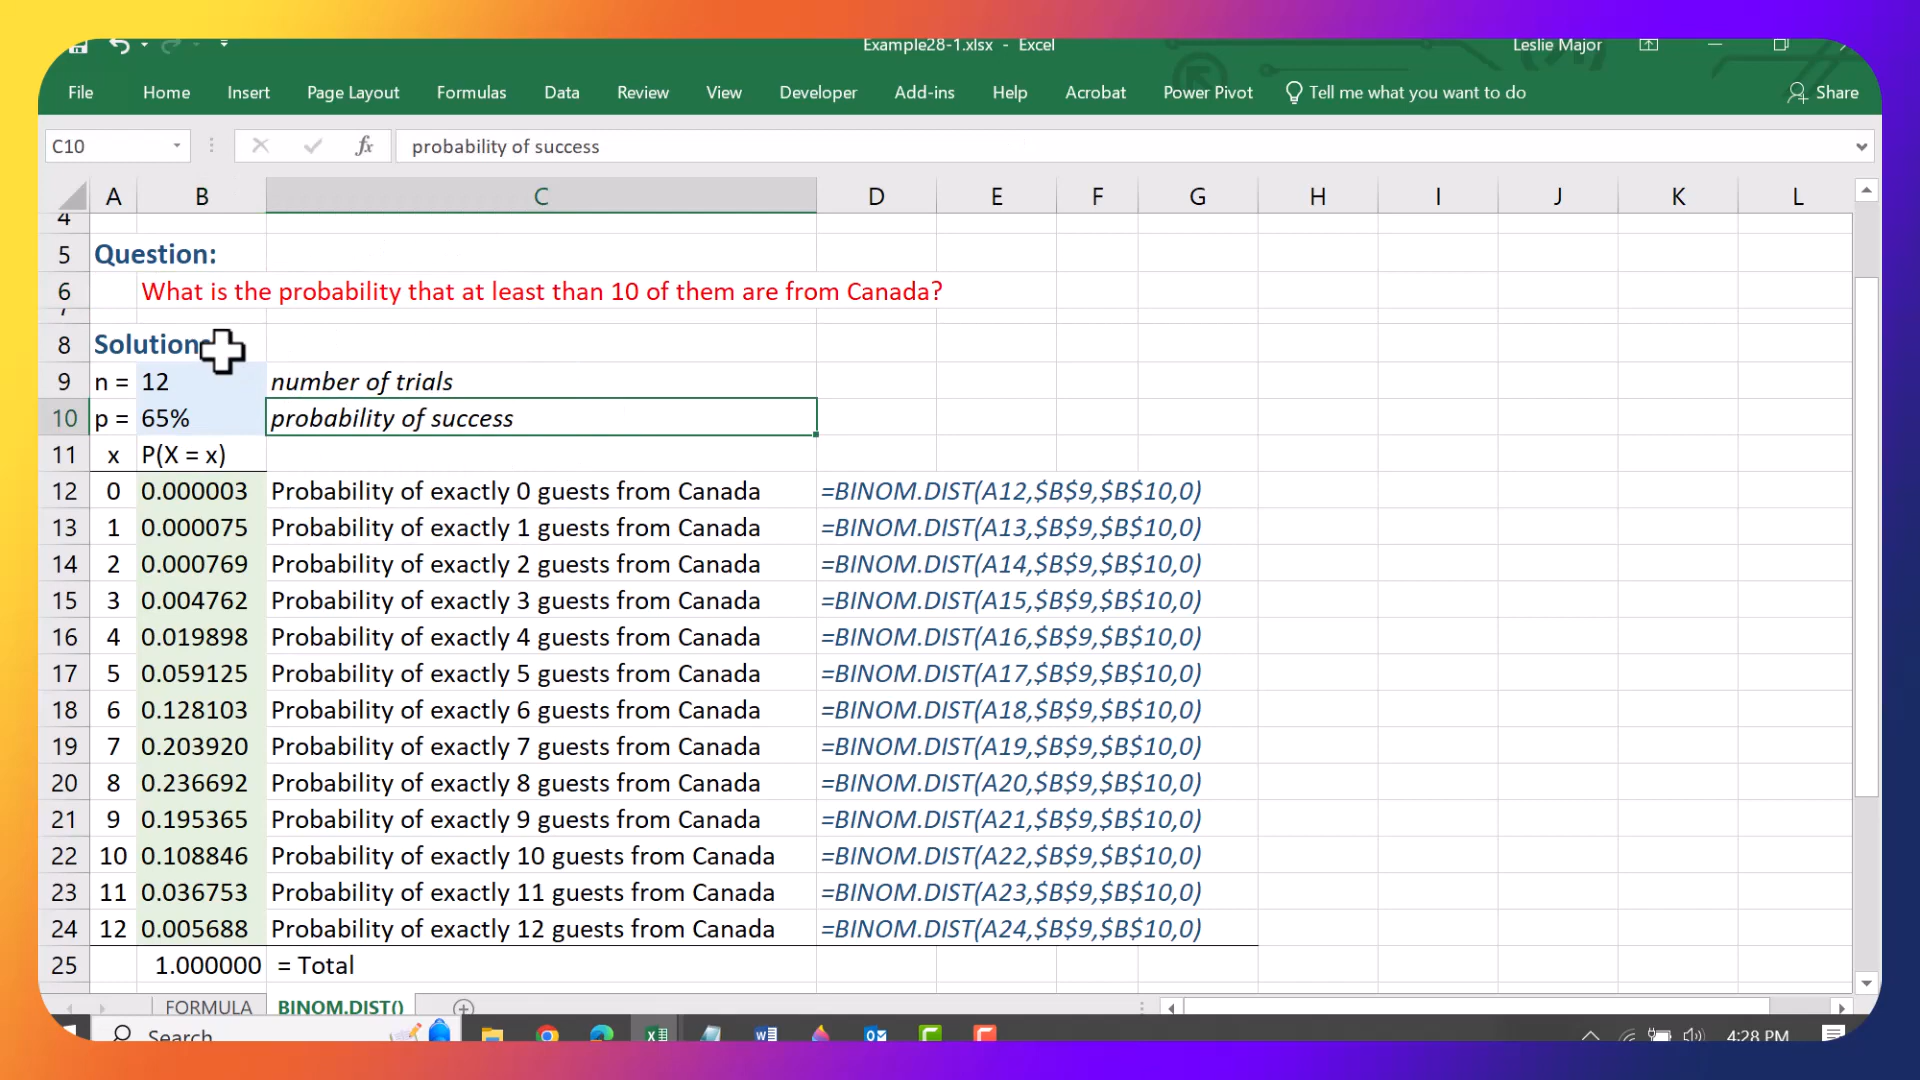 Example28-1.xlsx - Excel
Leslie Major
File Home Insert Page Layout Formulas Data Review View Developer Add-ins Help Acrobat Power Pivot Tell me what you want to do Share
C10 fx probability of success
A B C D E F G H I J K L
4
5 Question:
6 What is the probability that at least than 10 of them are from Canada?
7
8 Solution
9 n = 12 number of trials
10 p = 65% probability of success
11 x P(X = x)
12 0 0.000003 Probability of exactly 0 guests from Canada =BINOM.DIST(A12,$B$9,$B$10,0)
13 1 0.000075 Probability of exactly 1 guests from Canada =BINOM.DIST(A13,$B$9,$B$10,0)
14 2 0.000769 Probability of exactly 2 guests from Canada =BINOM.DIST(A14,$B$9,$B$10,0)
15 3 0.004762 Probability of exactly 3 guests from Canada =BINOM.DIST(A15,$B$9,$B$10,0)
16 4 0.019898 Probability of exactly 4 guests from Canada =BINOM.DIST(A16,$B$9,$B$10,0)
17 5 0.059125 Probability of exactly 5 guests from Canada =BINOM.DIST(A17,$B$9,$B$10,0)
18 6 0.128103 Probability of exactly 6 guests from Canada =BINOM.DIST(A18,$B$9,$B$10,0)
19 7 0.203920 Probability of exactly 7 guests from Canada =BINOM.DIST(A19,$B$9,$B$10,0)
20 8 0.236692 Probability of exactly 8 guests from Canada =BINOM.DIST(A20,$B$9,$B$10,0)
21 9 0.195365 Probability of exactly 9 guests from Canada =BINOM.DIST(A21,$B$9,$B$10,0)
22 10 0.108846 Probability of exactly 10 guests from Canada =BINOM.DIST(A22,$B$9,$B$10,0)
23 11 0.036753 Probability of exactly 11 guests from Canada =BINOM.DIST(A23,$B$9,$B$10,0)
24 12 0.005688 Probability of exactly 12 guests from Canada =BINOM.DIST(A24,$B$9,$B$10,0)
25 1.000000 = Total
FORMULA BINOM.DIST()
Search 4:28 PM